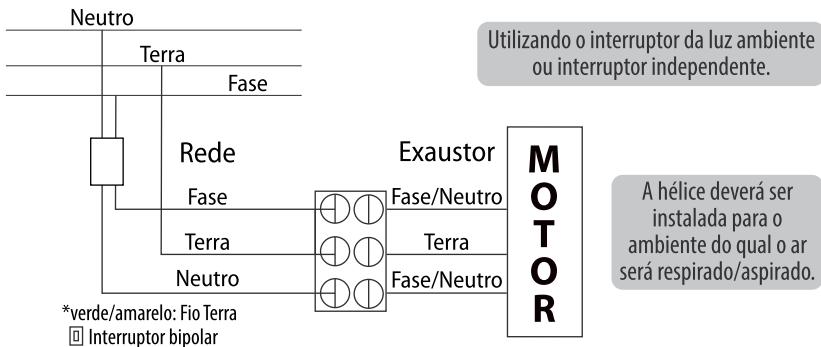 Neutro
Terra
Fase
Utilizando o interruptor da luz ambiente
ou interruptor independente.
Rede
Exaustor
Fase
Terra
Neutro
Fase/Neutro
Terra
Fase/Neutro
MOTOR
A hélice deverá ser
instalada para o
ambiente do qual o ar
será respirado/aspirado.
*verde/amarelo: Fio Terra
Interruptor bipolar